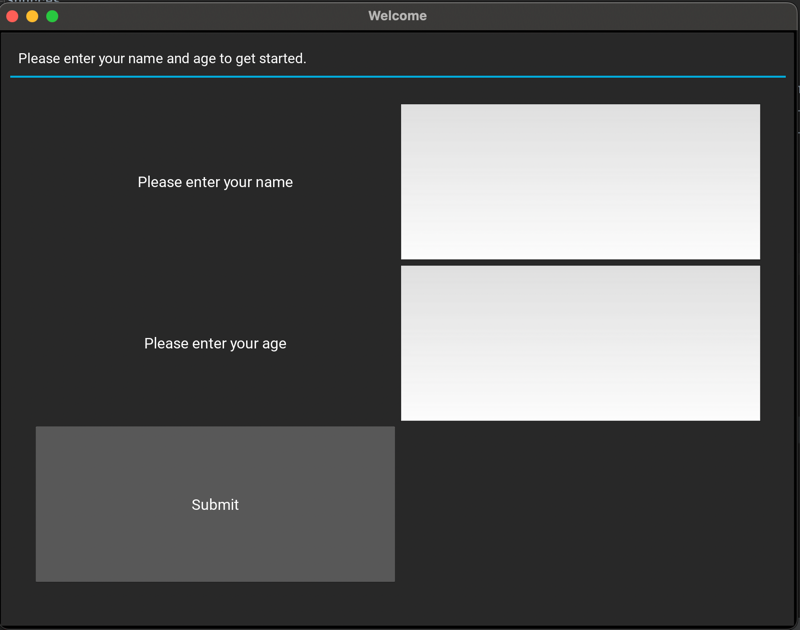 Welcome
Please enter your name and age to get started.
Please enter your name
Please enter your age
Submit